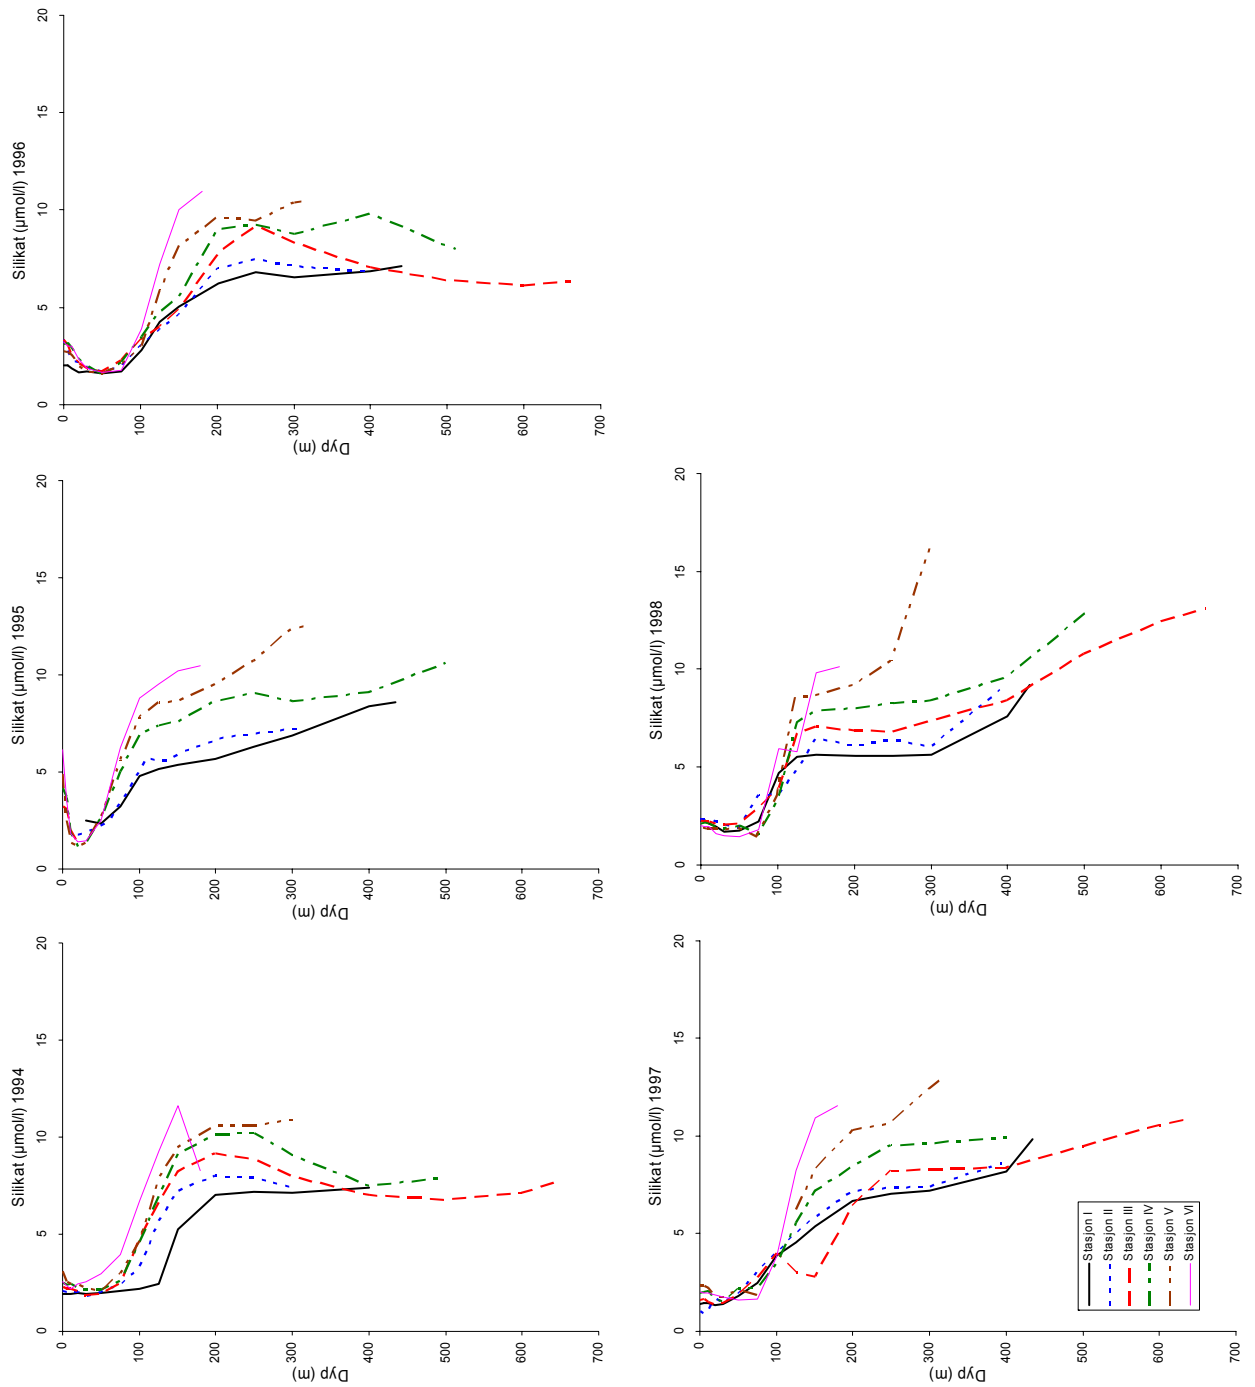 Silikat (µmol/l) 1994
0 5 10 15 20
0
100
200
300
400
500
600
700
Dyp (m)
Silikat (µmol/l) 1995
0 5 10 15 20
0
100
200
300
400
500
600
700
Dyp (m)
Silikat (µmol/l) 1996
0 5 10 15 20
0
100
200
300
400
500
600
700
Dyp (m)
Silikat (µmol/l) 1997
0 5 10 15 20
0
100
200
300
400
500
600
700
Dyp (m)
Stasjon I
Stasjon II
Stasjon III
Stasjon IV
Stasjon V
Stasjon VI
Silikat (µmol/l) 1998
0 5 10 15 20
0
100
200
300
400
500
600
700
Dyp (m)